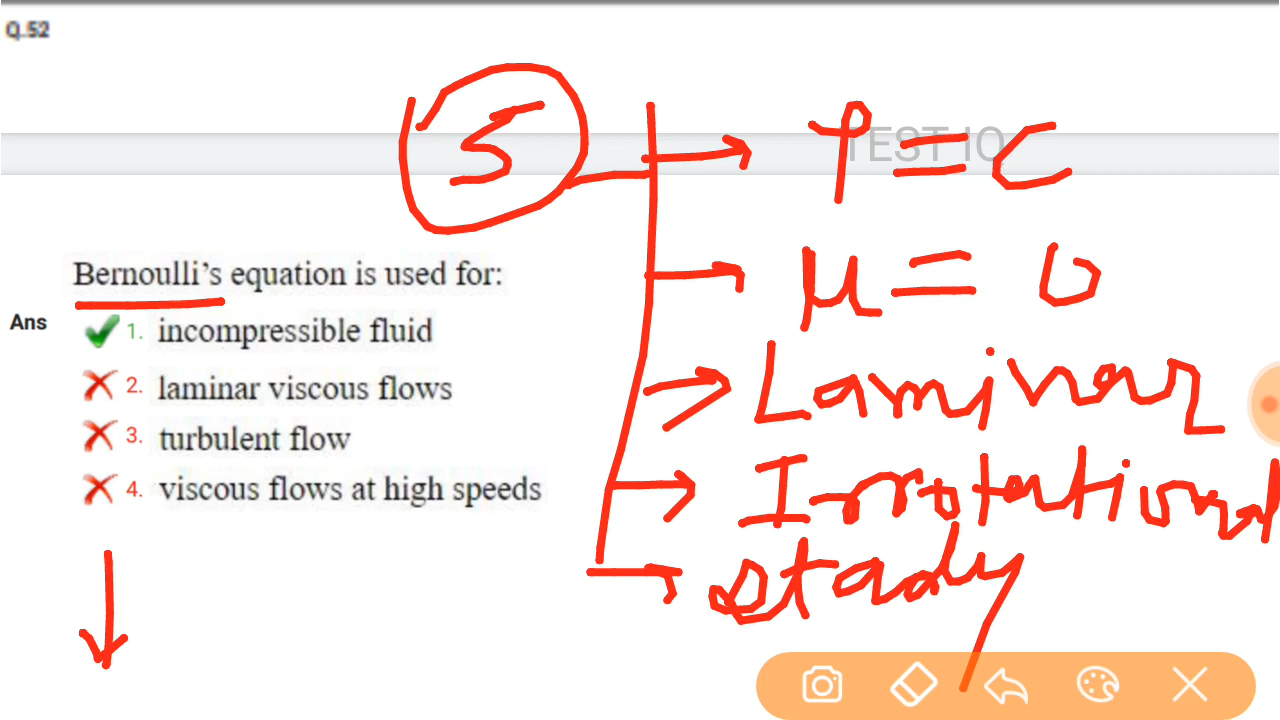 Q.52
5
ρ = C
TEST IO
μ = 0
Laminar
Irrotational
stady
Bernoulli’s equation is used for:
Ans
1. incompressible fluid
2. laminar viscous flows
3. turbulent flow
4. viscous flows at high speeds